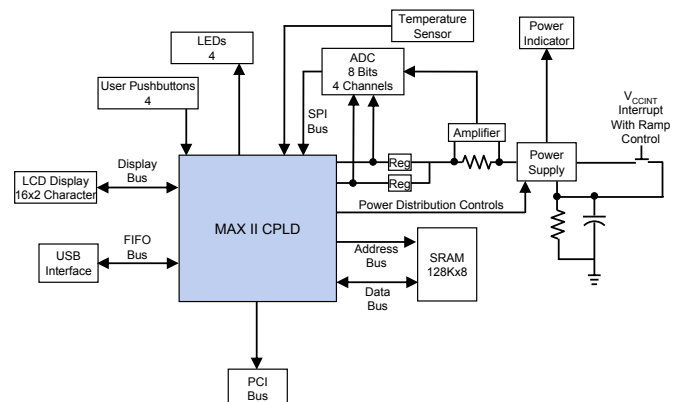 Temperature
Sensor
Power
Indicator
LEDs
4
ADC
8 Bits
4 Channels
User Pushbuttons
4
SPI
Bus
VCCINT
Interrupt
With Ramp
Control
Amplifier
Reg
Reg
Power
Supply
Display
Bus
LCD Display
16x2 Character
MAX II CPLD
Power Distribution Controls
FIFO
Bus
USB
Interface
Address
Bus
SRAM
128Kx8
Data
Bus
PCI
Bus